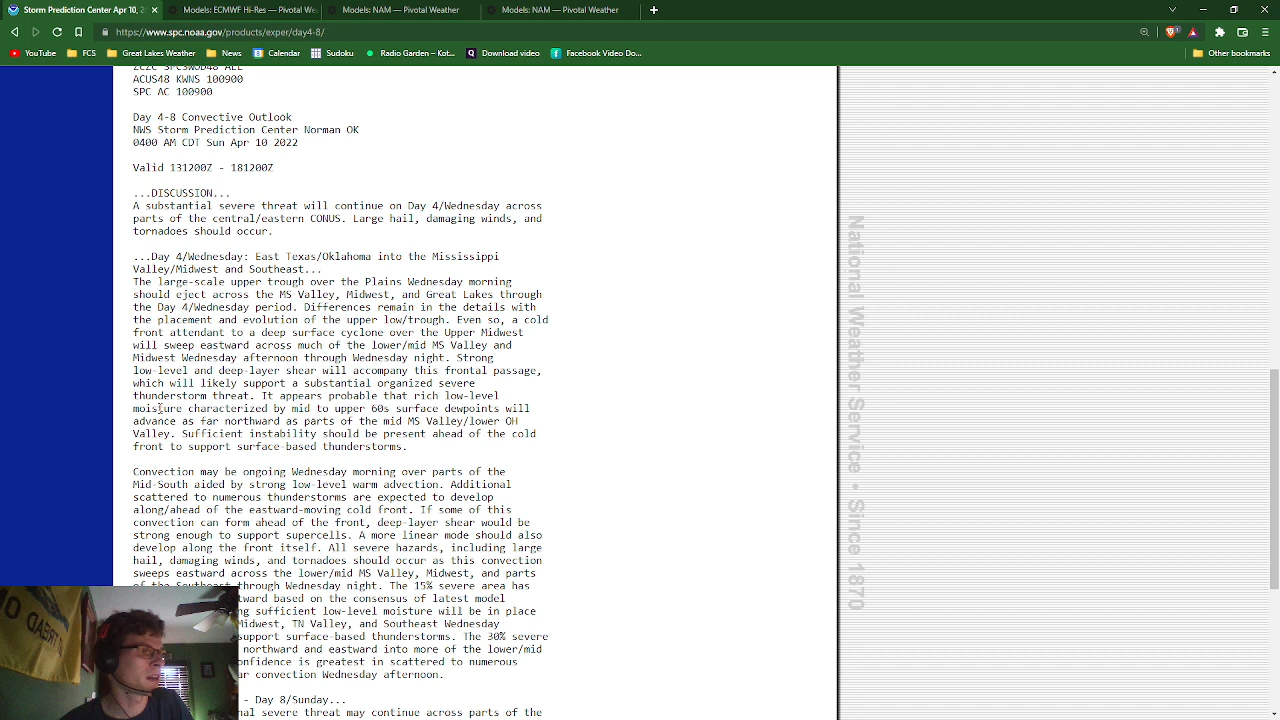 Storm Prediction Center Apr 10, 2
Models: ECMWF Hi-Res — Pivotal We
Models: NAM — Pivotal Weather
Models: NAM — Pivotal Weather
https://www.spc.noaa.gov/products/exper/day4-8/
YouTube FCS Garden News Calendar Sudoku Radio Garden – Kot... Download video Facebook Video Do... Other bookmarks
ZCZC SPCSWOD48 ALL
ACUS48 KWNS 100900
SPC AC 100900
Day 4-8 Convective Outlook
NWS Storm Prediction Center Norman OK
0400 AM CDT Sun Apr 10 2022
Valid 131200Z - 181200Z
...DISCUSSION...
A substantial severe threat will continue on Day 4/Wednesday across
parts of the central/eastern CONUS. Large hail, damaging winds, and
tornadoes should occur.
...Day 4/Wednesday: East Texas/Oklahoma into the Mississippi
Valley/Midwest and Southeast...
The large-scale upper trough over the Plains Wednesday morning
should eject across the MS Valley, Midwest, and Great Lakes through
the Day 4/Wednesday period. Differences remain in the details with
the placement and evolution of the upper low/trough. Even so, a cold
front attendant to a deep surface cyclone over the Upper Midwest
will sweep eastward across much of the lower/mid MS Valley and
Midwest Wednesday afternoon through Wednesday night. Strong
low-level and deep-layer shear will accompany this frontal passage,
which will likely support a substantial organized severe
thunderstorm threat. It appears probable that rich low-level
moisture characterized by mid to upper 60s surface dewpoints will
advance as far northward as parts of the mid MS Valley/lower OH
Valley. Sufficient instability should be present ahead of the cold
front to support surface-based thunderstorms.
Convection may be ongoing Wednesday morning over parts of the
Mid-South aided by strong low-level warm advection. Additional
scattered to numerous thunderstorms are expected to develop
along/ahead of the eastward-moving cold front. If some of this
convection can form ahead of the front, deep-layer shear would be
strong enough to support supercells. A more linear mode should also
develop along the front itself. All severe hazards, including large
hail, damaging winds, and tornadoes should occur as this convection
sweeps eastward across the lower/mid MS Valley, Midwest, and parts
of the Southeast through Wednesday night. The 15% severe area has
tward based on the consensus of latest model
ng sufficient low-level moisture will be in place
Midwest, TN Valley, and Southeast Wednesday
support surface-based thunderstorms. The 30% severe
northward and eastward into more of the lower/mid
onfidence is greatest in scattered to numerous
r convection Wednesday afternoon.
- Day 8/Sunday...
nal severe threat may continue across parts of the
National Weather Service • Since 1870